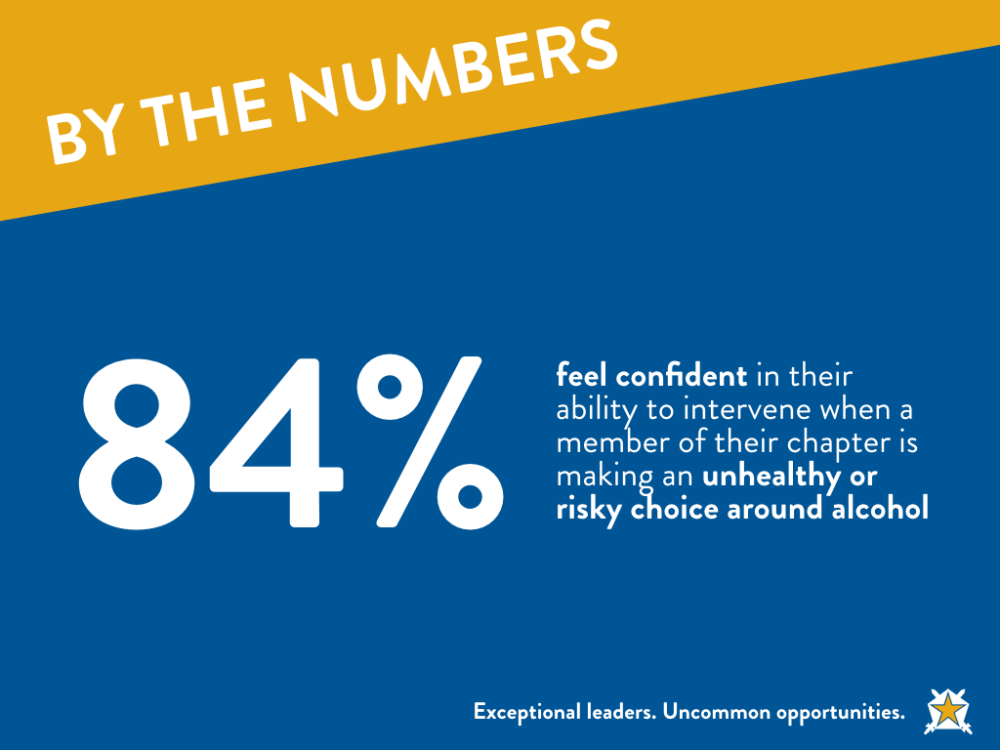 BY THE NUMBERS
84%
feel confident in their
ability to intervene when a
member of their chapter is
making an unhealthy or
risky choice around alcohol
Exceptional leaders. Uncommon opportunities.